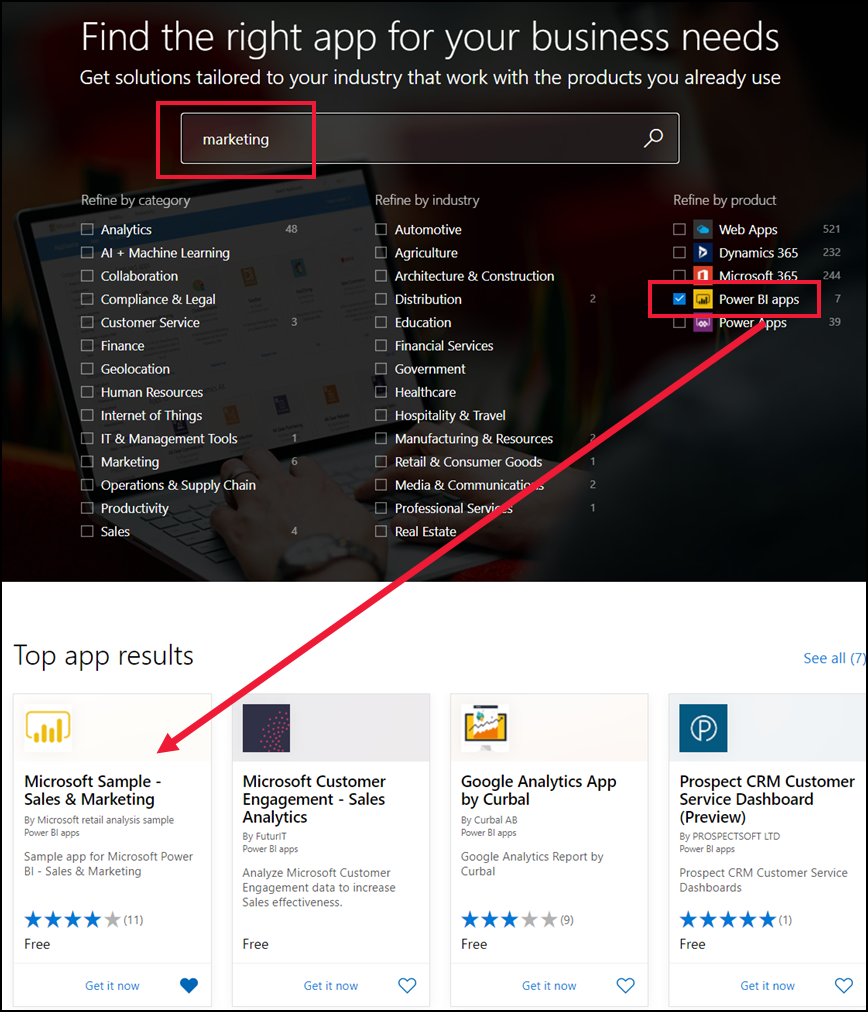 Find the right app for your business needs
Get solutions tailored to your industry that work with the products you already use
marketing
Refine by category
Analytics 48
AI + Machine Learning
Collaboration
Compliance & Legal
Customer Service 3
Finance
Geolocation
Human Resources
Internet of Things
IT & Management Tools 1
Marketing 6
Operations & Supply Chain
Productivity
Sales 4
Refine by industry
Automotive
Agriculture
Architecture & Construction
Distribution 2
Education
Financial Services
Government
Healthcare
Hospitality & Travel
Manufacturing & Resources 2
Retail & Consumer Goods 1
Media & Communications 2
Professional Services 1
Real Estate
Refine by product
Web Apps 521
Dynamics 365 232
Microsoft 365 244
Power BI apps 7
Power Apps 39
Top app results
See all (7)
Microsoft Sample -
Sales & Marketing
By Microsoft retail analysis sample
Power BI apps
Sample app for Microsoft Power
BI - Sales & Marketing
(11)
Free
Get it now
Microsoft Customer
Engagement - Sales
Analytics
By FuturIT
Power BI apps
Analyze Microsoft Customer
Engagement data to increase
Sales effectiveness.
Free
Get it now
Google Analytics App
by Curbal
By Curbal AB
Power BI apps
Google Analytics Report by
Curbal
(9)
Free
Get it now
Prospect CRM Customer
Service Dashboard
(Preview)
By PROSPECTSOFT LTD
Power BI apps
Prospect CRM Customer Service
Dashboards
(1)
Free
Get it now